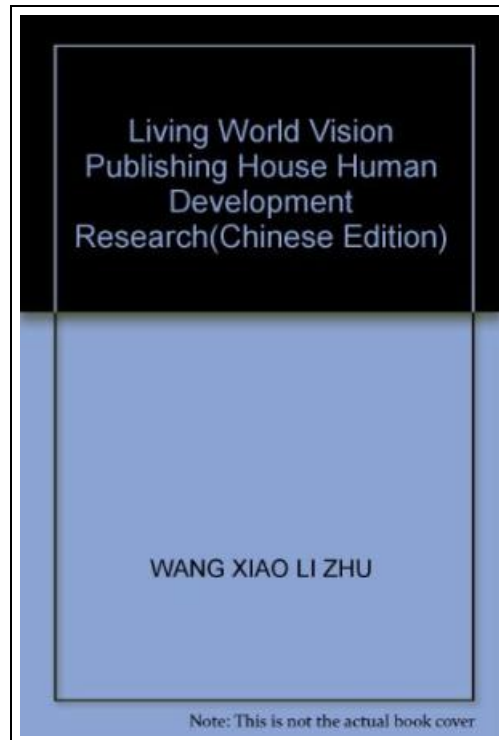 Living World Vision
Publishing House Human
Development
Research(Chinese Edition)
WANG XIAO LI ZHU
Note: This is not the actual book cover